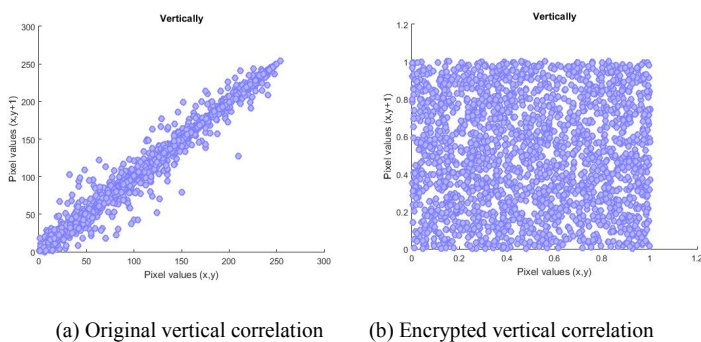 Vertically
300
250
200
150
100
50
0
Pixel values (x,y+1)
0 50 100 150 200 250 300
Pixel values (x,y)
Vertically
1.2
1
0.8
0.6
0.4
0.2
0
Pixel values (x,y+1)
0 0.2 0.4 0.6 0.8 1 1.2
Pixel values (x,y)
(a) Original vertical correlation
(b) Encrypted vertical correlation